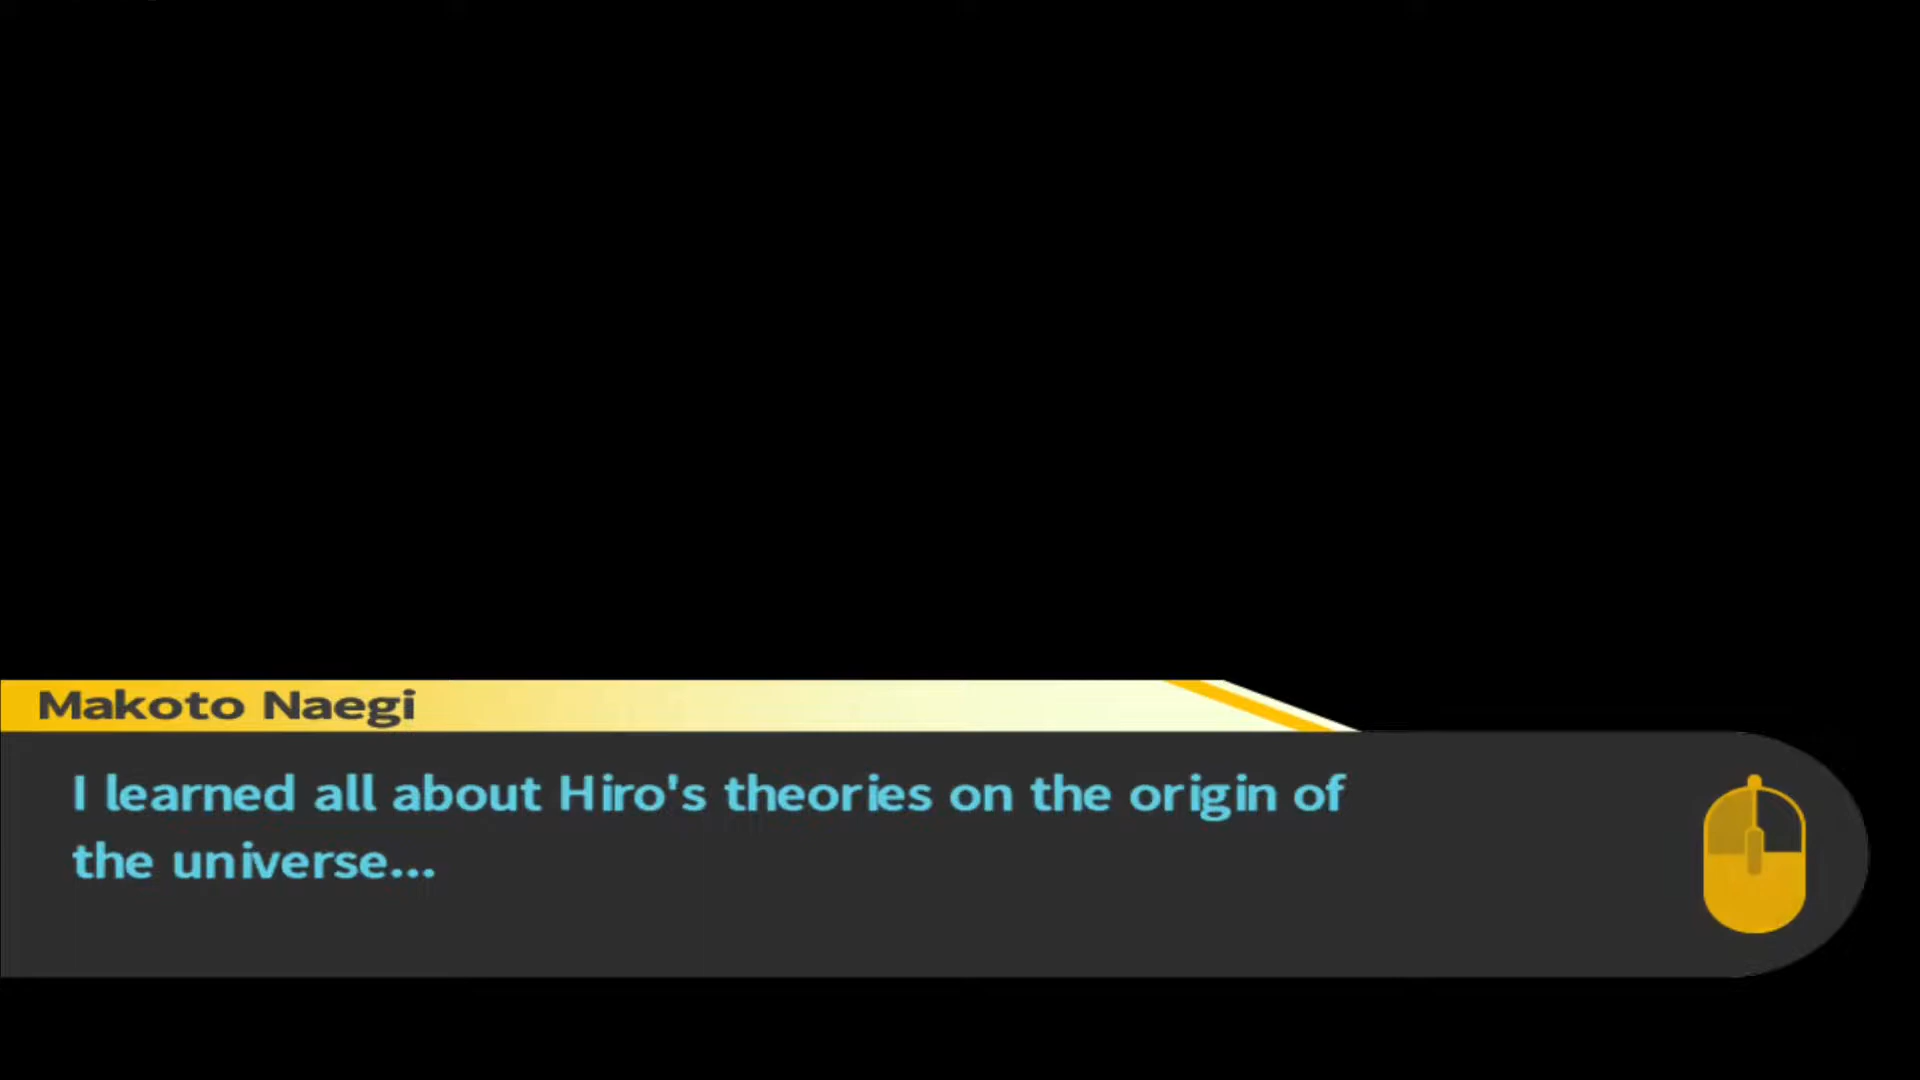 Makoto Naegi
I learned all about Hiro's theories on the origin of
the universe...